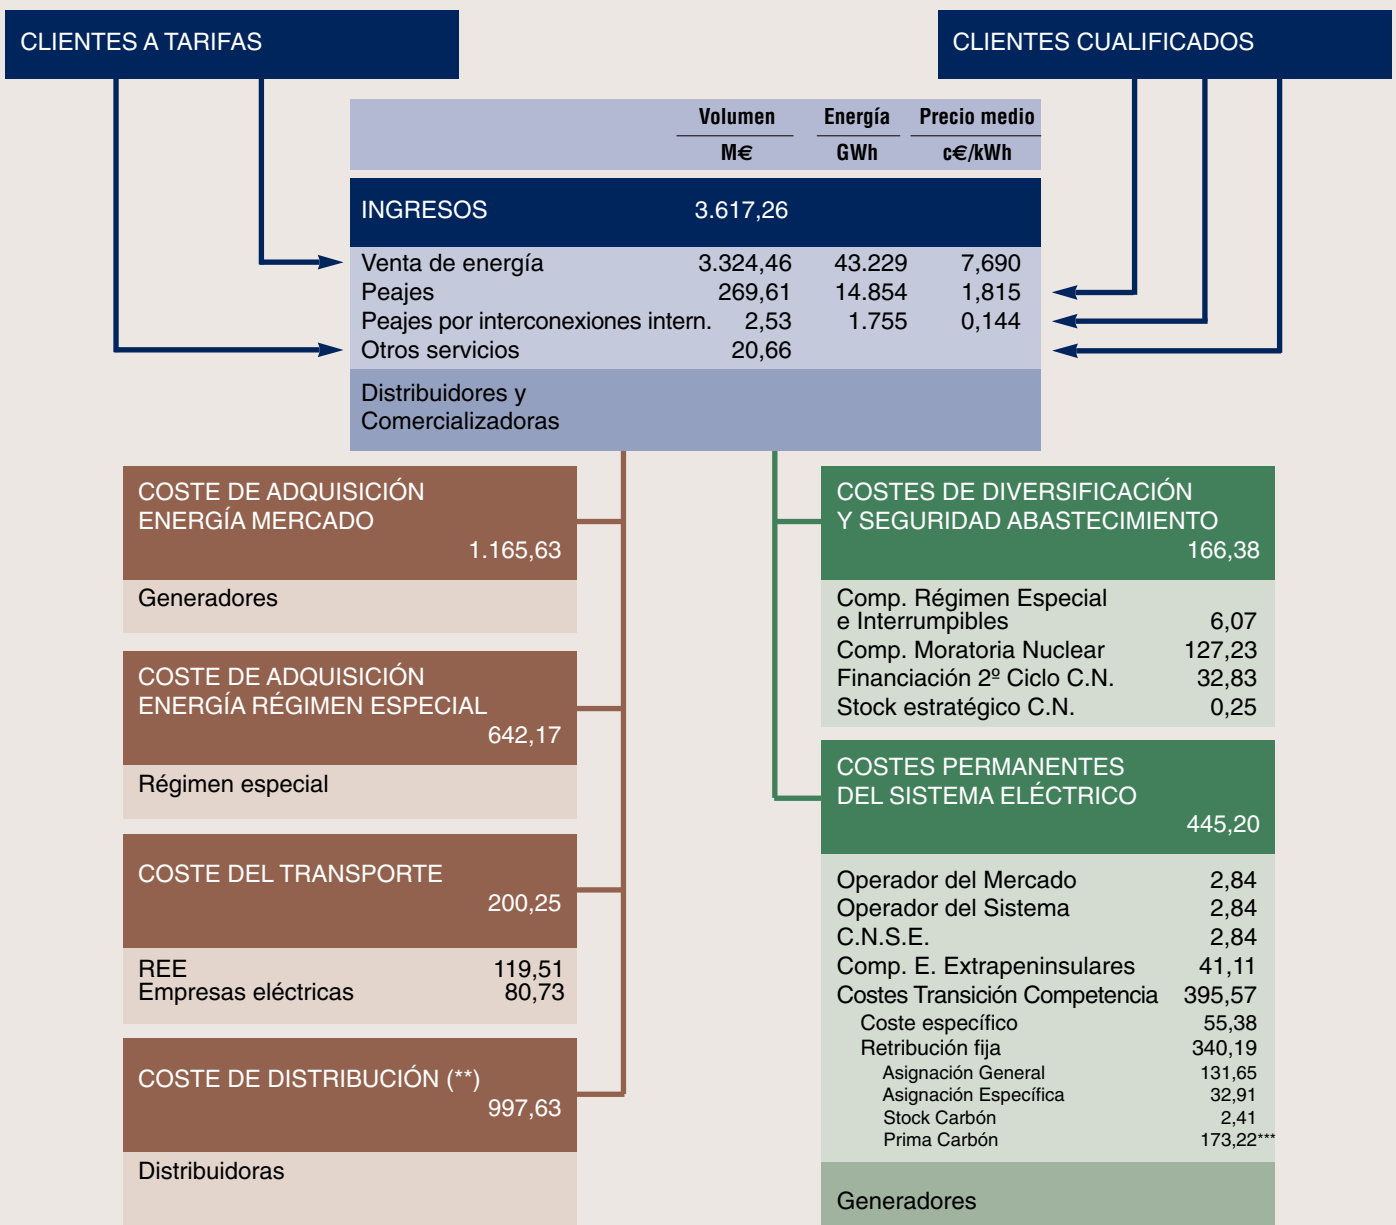 CLIENTES A TARIFAS
CLIENTES CUALIFICADOS
Volumen Energía Precio medio
M€ GWh c€/kWh
INGRESOS 3.617,26
Venta de energía 3.324,46 43.229 7,690
Peajes 269,61 14.854 1,815
Peajes por interconexiones intern. 2,53 1.755 0,144
Otros servicios 20,66
Distribuidores y
Comercializadoras
COSTE DE ADQUISICIÓN
ENERGÍA MERCADO
1.165,63
Generadores
COSTE DE ADQUISICIÓN
ENERGÍA RÉGIMEN ESPECIAL
642,17
Régimen especial
COSTE DEL TRANSPORTE
200,25
REE 119,51
Empresas eléctricas 80,73
COSTE DE DISTRIBUCIÓN (**)
997,63
Distribuidoras
COSTES DE DIVERSIFICACIÓN
Y SEGURIDAD ABASTECIMIENTO
166,38
Comp. Régimen Especial
e Interrumpibles 6,07
Comp. Moratoria Nuclear 127,23
Financiación 2º Ciclo C.N. 32,83
Stock estratégico C.N. 0,25
COSTES PERMANENTES
DEL SISTEMA ELÉCTRICO
445,20
Operador del Mercado 2,84
Operador del Sistema 2,84
C.N.S.E. 2,84
Comp. E. Extrapeninsulares 41,11
Costes Transición Competencia 395,57
Coste específico 55,38
Retribución fija 340,19
Asignación General 131,65
Asignación Específica 32,91
Stock Carbón 2,41
Prima Carbón 173,22***
Generadores